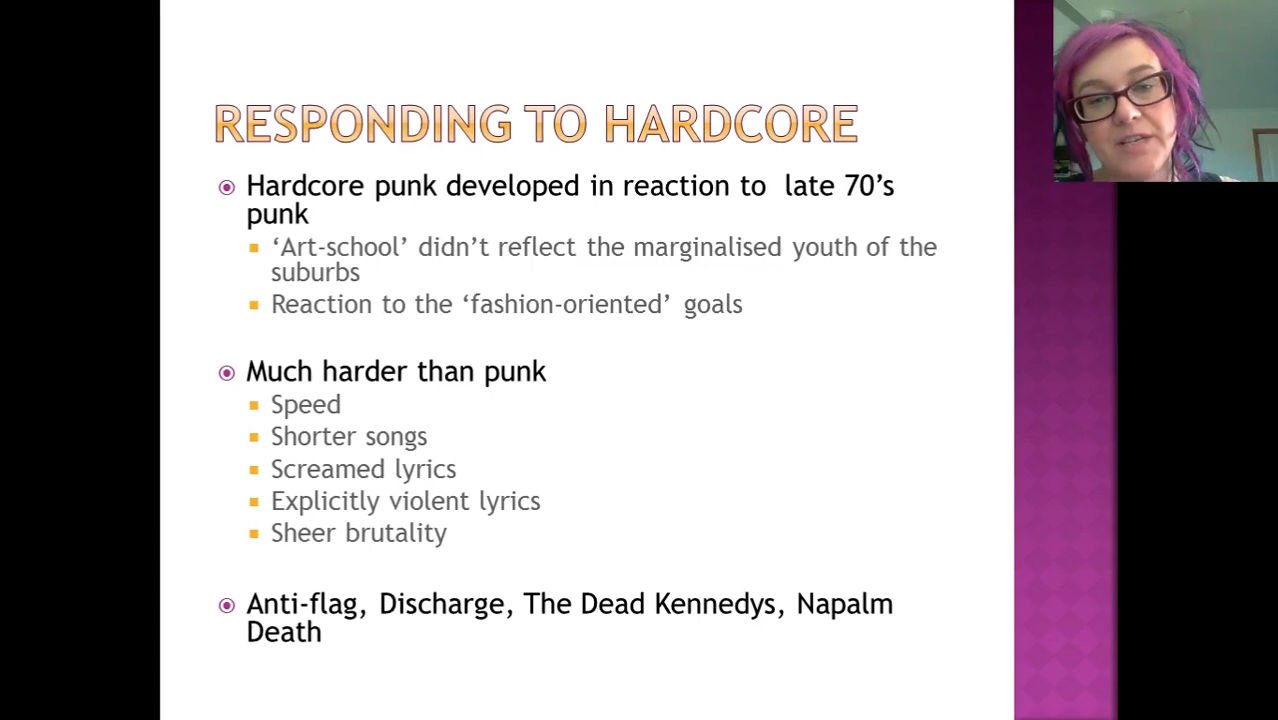 RESPONDING TO HARDCORE
Hardcore punk developed in reaction to late 70's
punk
'Art-school' didn't reflect the marginalised youth of the
suburbs
Reaction to the 'fashion-oriented' goals
Much harder than punk
Speed
Shorter songs
Screamed lyrics
Explicitly violent lyrics
Sheer brutality
Anti-flag, Discharge, The Dead Kennedys, Napalm
Death